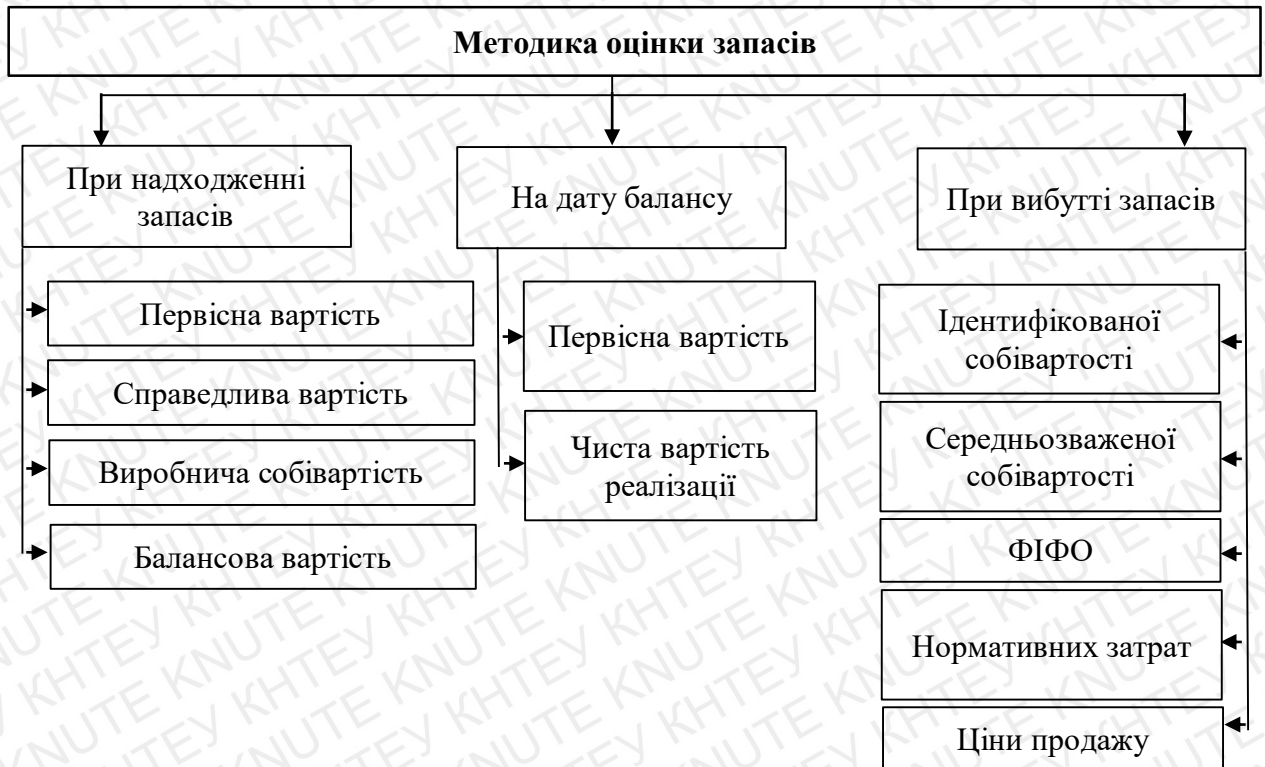 Методика оцінки запасів
При надходженні
запасів
Первісна вартість
Справедлива вартість
Виробнича собівартість
Балансова вартість
На дату балансу
Первісна вартість
Чиста вартість
реалізації
При вибутті запасів
Ідентифікованої
собівартості
Середньозваженої
собівартості
ФІФО
Нормативних затрат
Ціни продажу